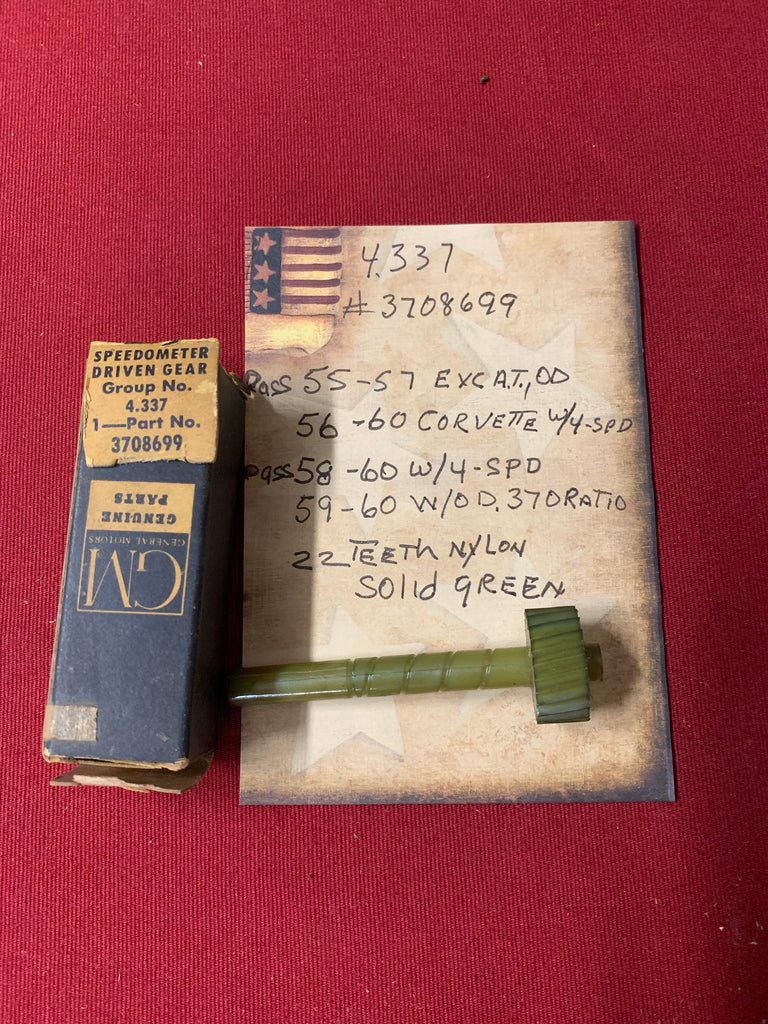 SPEEDOMETER
DRIVEN GEAR
Group No.
4.337
1—Part No.
3708699
GENUINE
PARTS
GENERAL MOTORS
GM
4.337
# 3708699
Pass 55-57 EXC A.T., OD
56-60 CORVETTE W/4-SPD
Pass 58-60 W/4-SPD
59-60 W/O D. 370 RATIO
22 TEETH NYLON
SOlid GREEN